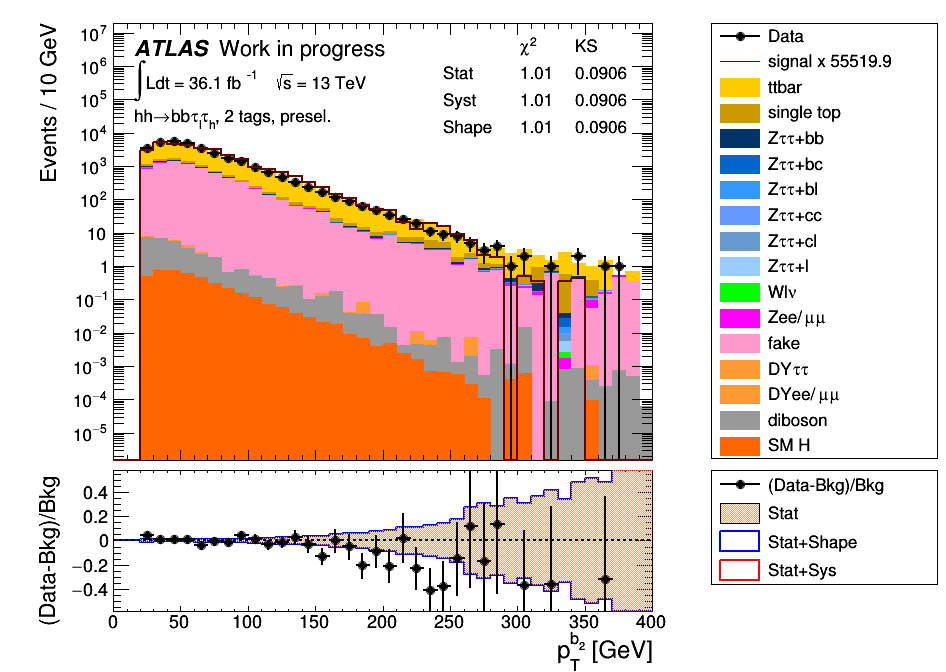 Events / 10 GeV
10⁷
10⁶
10⁵
10⁴
10³
10²
10
1
10⁻¹
10⁻²
10⁻³
10⁻⁴
10⁻⁵
ATLAS Work in progress
∫ Ldt = 36.1 fb⁻¹ √s = 13 TeV
hh→bbτ_lτ_h, 2 tags, presel.
χ² KS
Stat 1.01 0.0906
Syst 1.01 0.0906
Shape 1.01 0.0906
Data
signal x 55519.9
ttbar
single top
Zττ+bb
Zττ+bc
Zττ+bl
Zττ+cc
Zττ+cl
Zττ+l
Wlν
Zee/μμ
fake
DYττ
DYee/μμ
diboson
SM H
(Data-Bkg)/Bkg
0.4
0.2
0
−0.2
−0.4
0 50 100 150 200 250 300 350 400
p_T^{b₂} [GeV]
(Data-Bkg)/Bkg
Stat
Stat+Shape
Stat+Sys